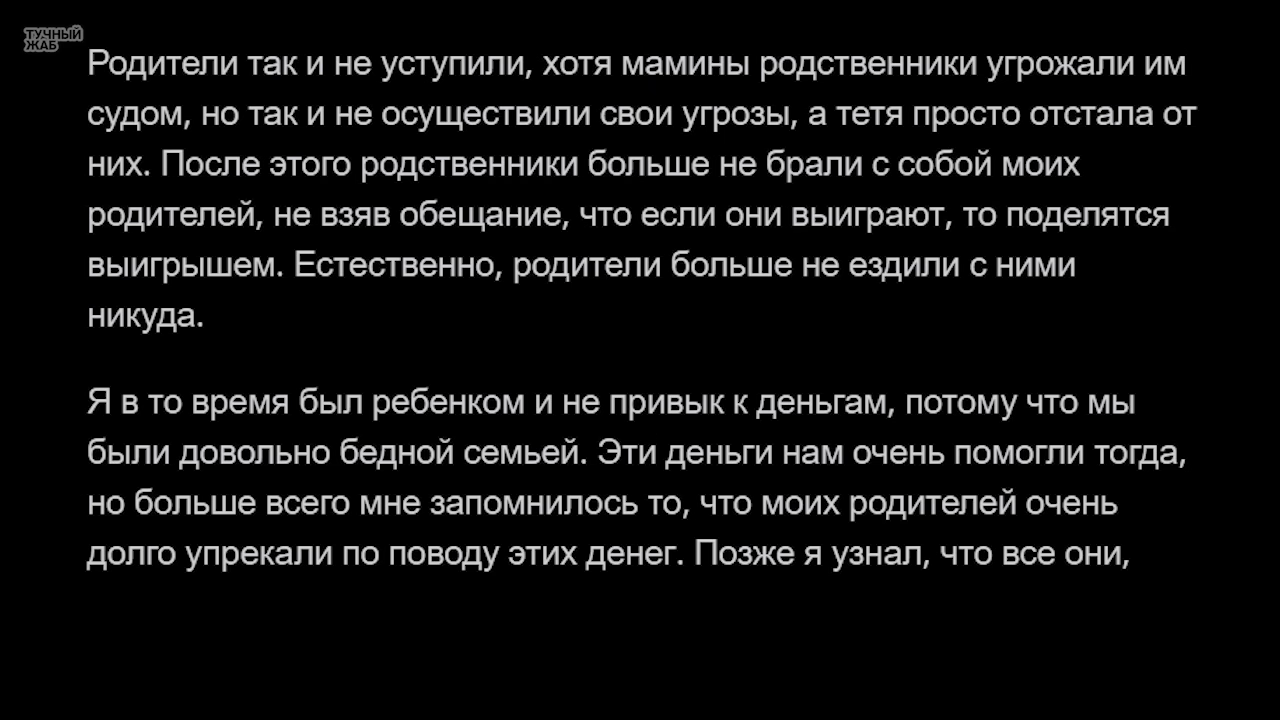 ТУЧНЫЙ
ЖАБ
Родители так и не уступили, хотя мамины родственники угрожали им
судом, но так и не осуществили свои угрозы, а тетя просто отстала от
них. После этого родственники больше не брали с собой моих
родителей, не взяв обещание, что если они выиграют, то поделятся
выигрышем. Естественно, родители больше не ездили с ними
никуда.
Я в то время был ребенком и не привык к деньгам, потому что мы
были довольно бедной семьей. Эти деньги нам очень помогли тогда,
но больше всего мне запомнилось то, что моих родителей очень
долго упрекали по поводу этих денег. Позже я узнал, что все они,